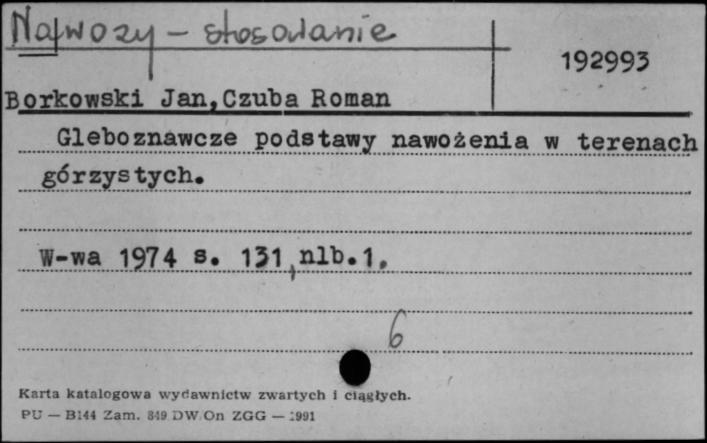 Nawozy – stosowanie
192993
Borkowski Jan,Czuba Roman
Gleboznawcze podstawy nawożenia w terenach
górzystych.
W-wa 1974 s. 131,nlb.1.
6
Karta katalogowa wydawnictw zwartych i ciągłych.
PU — B144 Zam. 849 DW.On ZGG — 1991